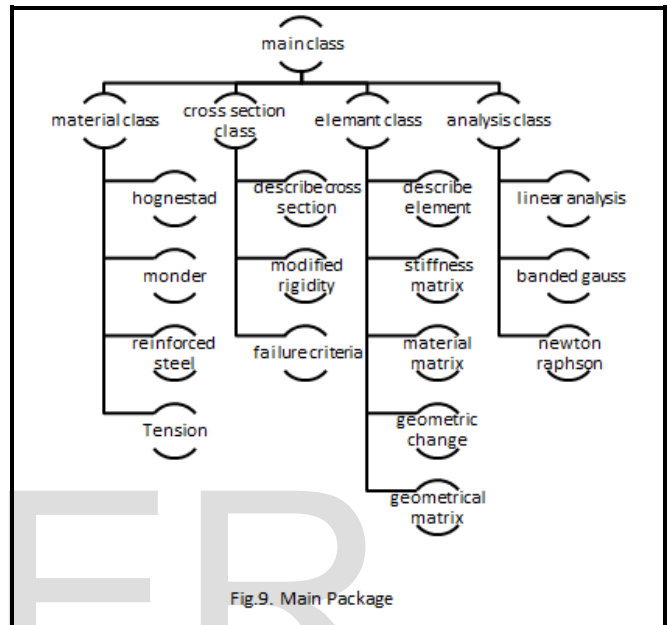 main class
material class
cross section
class
elemant class
analysis class
hognestad
monder
reinforced
steel
Tension
describe cross
section
modified
rigidity
failure criteria
describe
element
stiffness
matrix
material
matrix
geometric
change
geometrical
matrix
linear analysis
banded gauss
newton
raphson
ER
Fig.9. Main Package